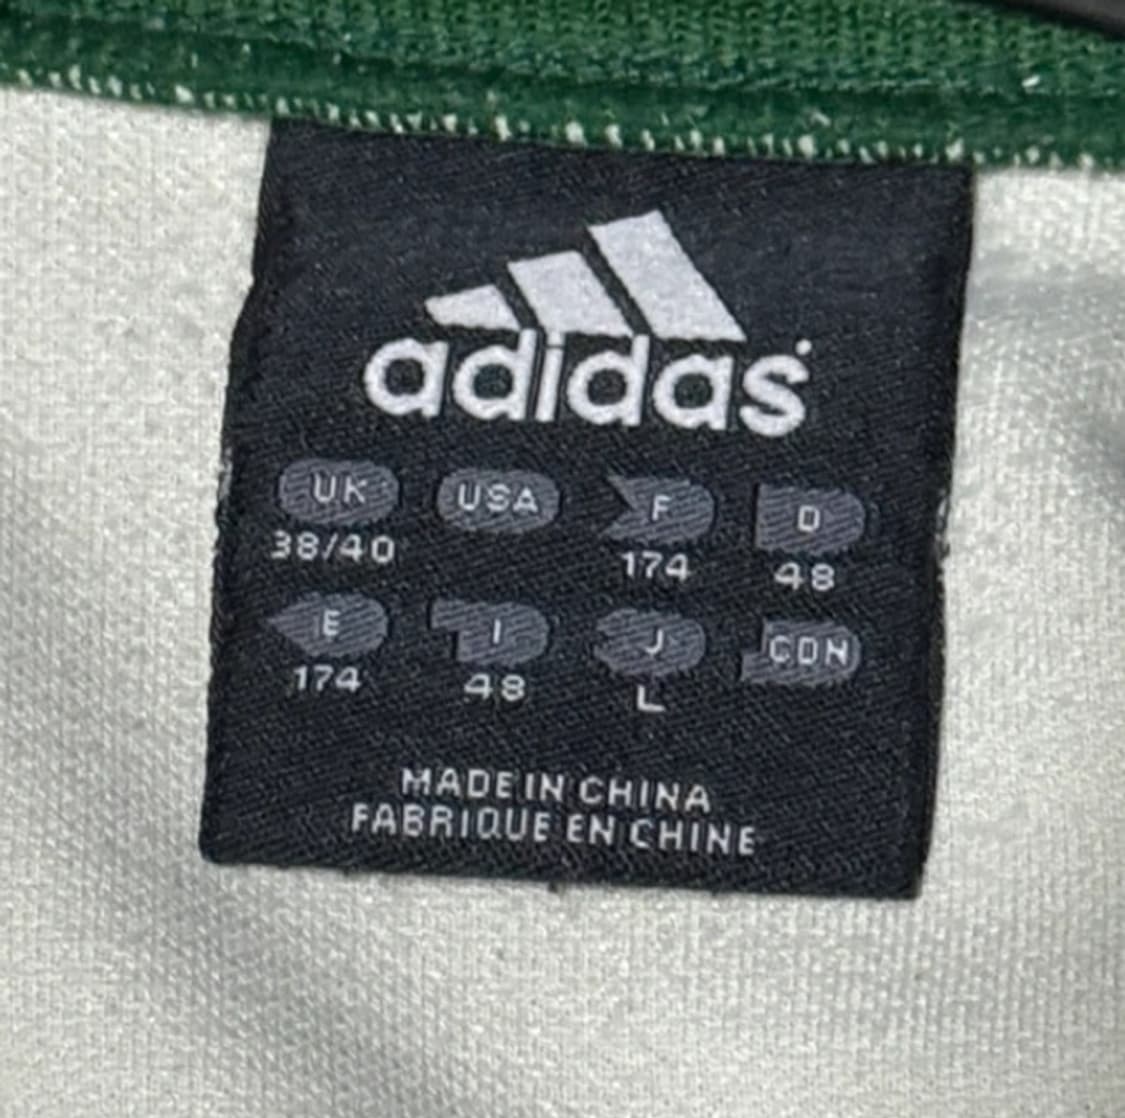 adidas
UK USA F D
38/40 174 48
E I J CDN
174 48 L
MADE IN CHINA
FABRIQUE EN CHINE